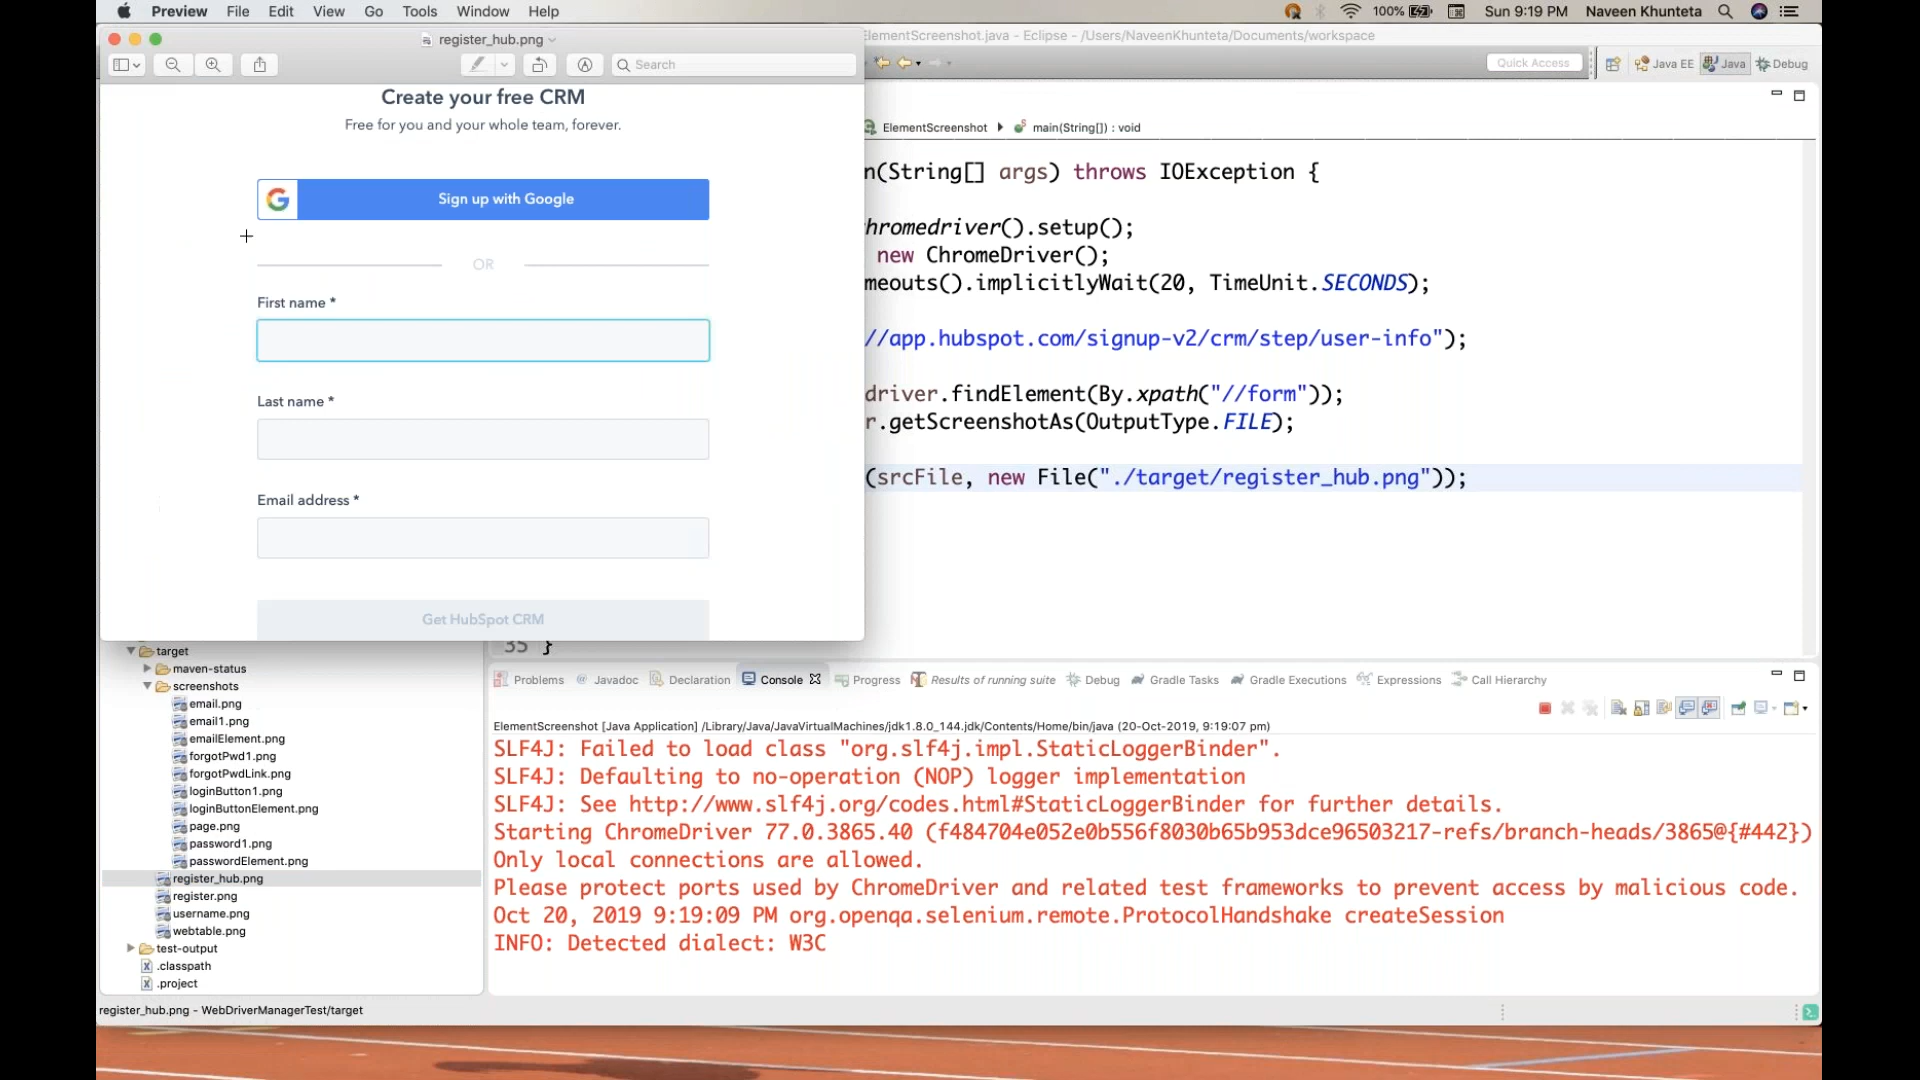 Preview File Edit View Go Tools Window Help
100% Sun 9:19 PM Naveen Khunteta
register_hub.png
Search
ElementScreenshot.java - Eclipse - /Users/NaveenKhunteta/Documents/workspace
Quick Access
Java EE
Java
Debug
Create your free CRM
Free for you and your whole team, forever.
Sign up with Google
OR
First name *
Last name *
Email address *
Get HubSpot CRM
ElementScreenshot
main(String[]) : void
n(String[] args) throws IOException {
hromedriver().setup();
new ChromeDriver();
meouts().implicitlyWait(20, TimeUnit.SECONDS);
//app.hubspot.com/signup-v2/crm/step/user-info");
driver.findElement(By.xpath("//form"));
r.getScreenshotAs(OutputType.FILE);
(srcFile, new File("./target/register_hub.png"));
35 }
target
maven-status
screenshots
email.png
email1.png
emailElement.png
forgotPwd1.png
forgotPwdLink.png
loginButton1.png
loginButtonElement.png
page.png
password1.png
passwordElement.png
register_hub.png
register.png
username.png
webtable.png
test-output
.classpath
.project
Problems Javadoc Declaration Console Progress Results of running suite Debug Gradle Tasks Gradle Executions Expressions Call Hierarchy
ElementScreenshot [Java Application] /Library/Java/JavaVirtualMachines/jdk1.8.0_144.jdk/Contents/Home/bin/java (20-Oct-2019, 9:19:07 pm)
SLF4J: Failed to load class "org.slf4j.impl.StaticLoggerBinder".
SLF4J: Defaulting to no-operation (NOP) logger implementation
SLF4J: See http://www.slf4j.org/codes.html#StaticLoggerBinder for further details.
Starting ChromeDriver 77.0.3865.40 (f484704e052e0b556f8030b65b953dce96503217-refs/branch-heads/3865@{#442})
Only local connections are allowed.
Please protect ports used by ChromeDriver and related test frameworks to prevent access by malicious code.
Oct 20, 2019 9:19:09 PM org.openqa.selenium.remote.ProtocolHandshake createSession
INFO: Detected dialect: W3C
register_hub.png - WebDriverManagerTest/target